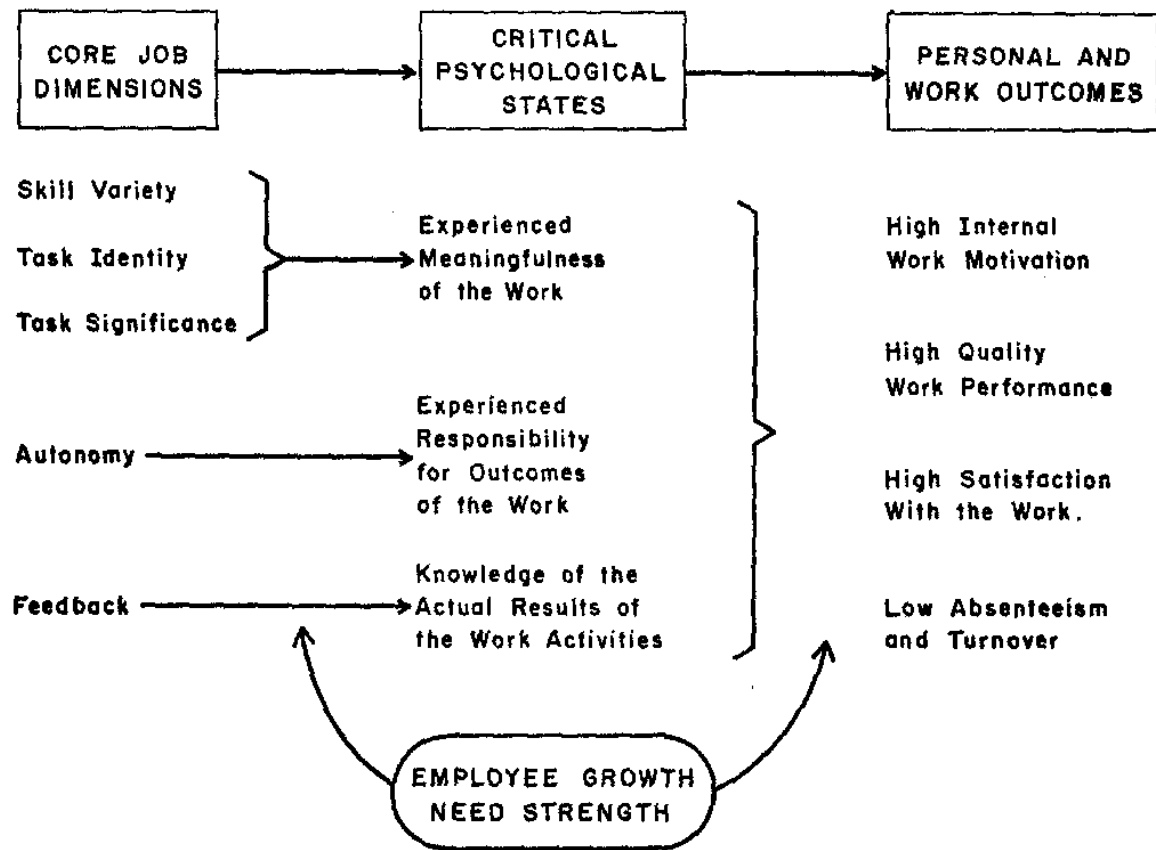 CORE JOB
DIMENSIONS
CRITICAL
PSYCHOLOGICAL
STATES
PERSONAL AND
WORK OUTCOMES
Skill Variety
Task Identity
Task Significance
Experienced
Meaningfulness
of the Work
High Internal
Work Motivation
High Quality
Work Performance
Autonomy
Experienced
Responsibility
for Outcomes
of the Work
High Satisfaction
With the Work.
Feedback
Knowledge of the
Actual Results of
the Work Activities
Low Absenteeism
and Turnover
EMPLOYEE GROWTH
NEED STRENGTH